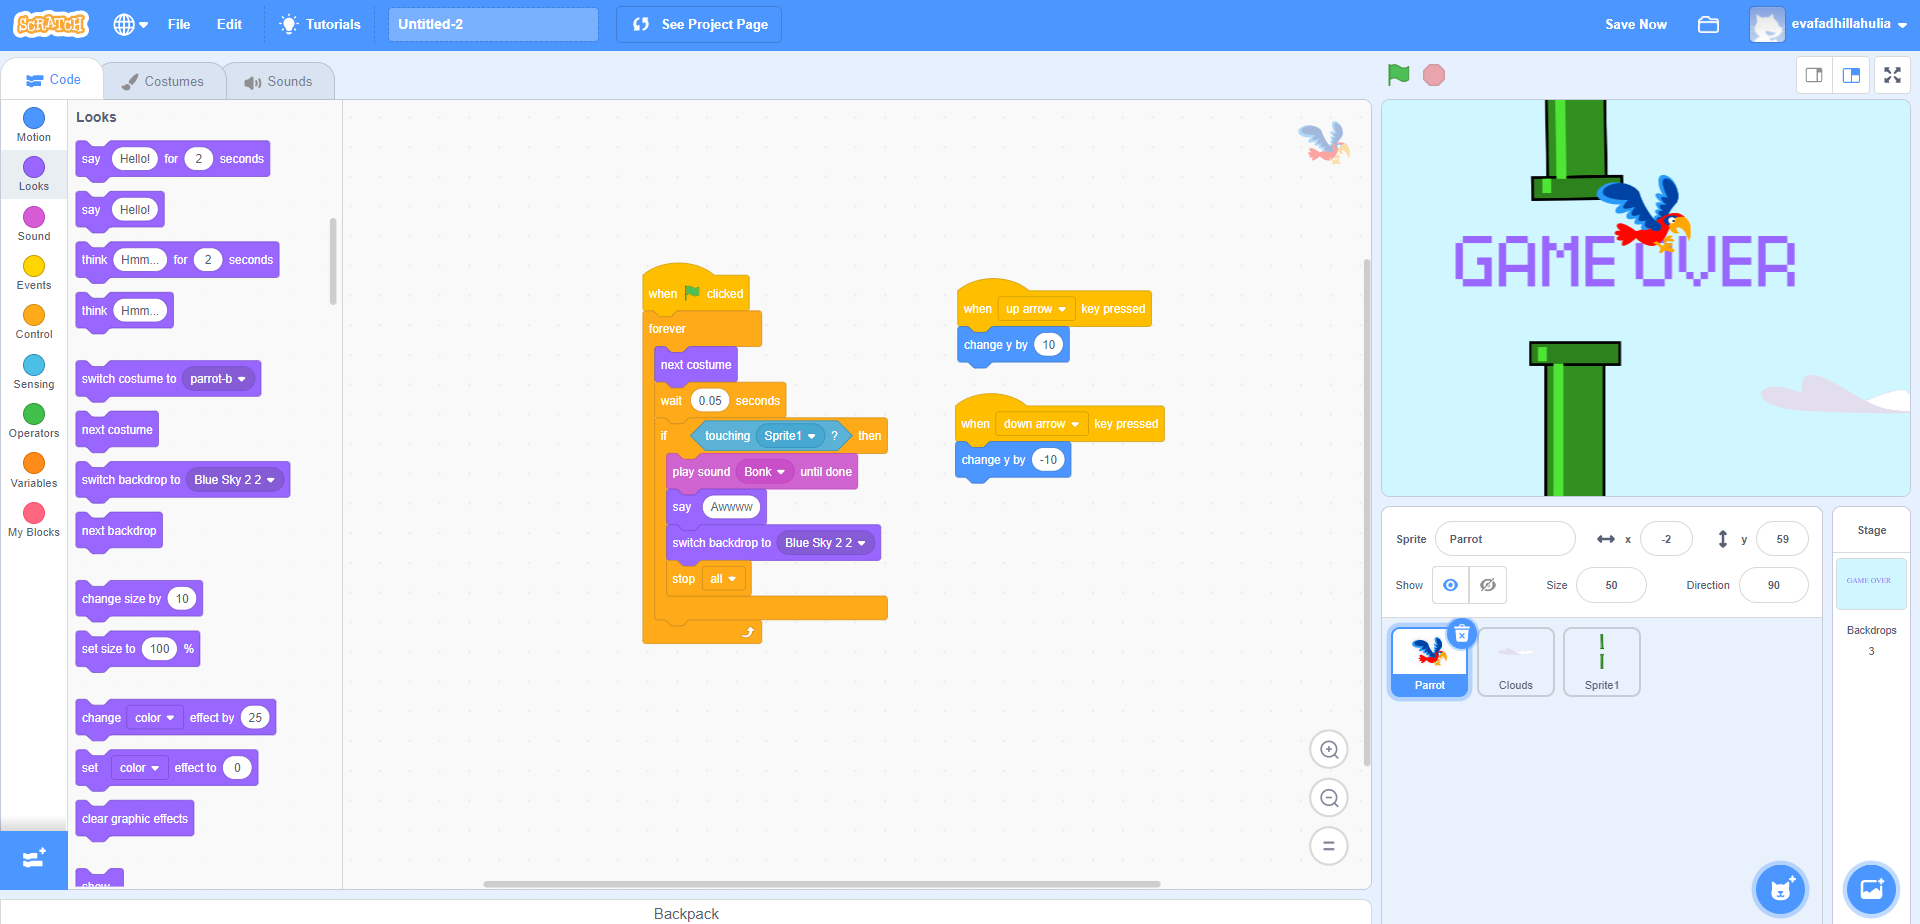 SCRATCH
File
Edit
Tutorials
Untitled-2
See Project Page
Save Now
evafadhillahulia
Code
Costumes
Sounds
Motion
Looks
Sound
Events
Control
Sensing
Operators
Variables
My Blocks
Looks
say Hello! for 2 seconds
say Hello!
think Hmm... for 2 seconds
think Hmm...
switch costume to parrot-b
next costume
switch backdrop to Blue Sky 2 2
next backdrop
change size by 10
set size to 100 %
change color effect by 25
set color effect to 0
clear graphic effects
show
when clicked
forever
next costume
wait 0.05 seconds
if touching Sprite1 ? then
play sound Bonk until done
say Awwww
switch backdrop to Blue Sky 2 2
stop all
when up arrow key pressed
change y by 10
when down arrow key pressed
change y by -10
Backpack
GAME OVER
Sprite Parrot x -2 y 59
Show Size 50 Direction 90
Parrot
Clouds
Sprite1
Stage
GAME OVER
Backdrops
3